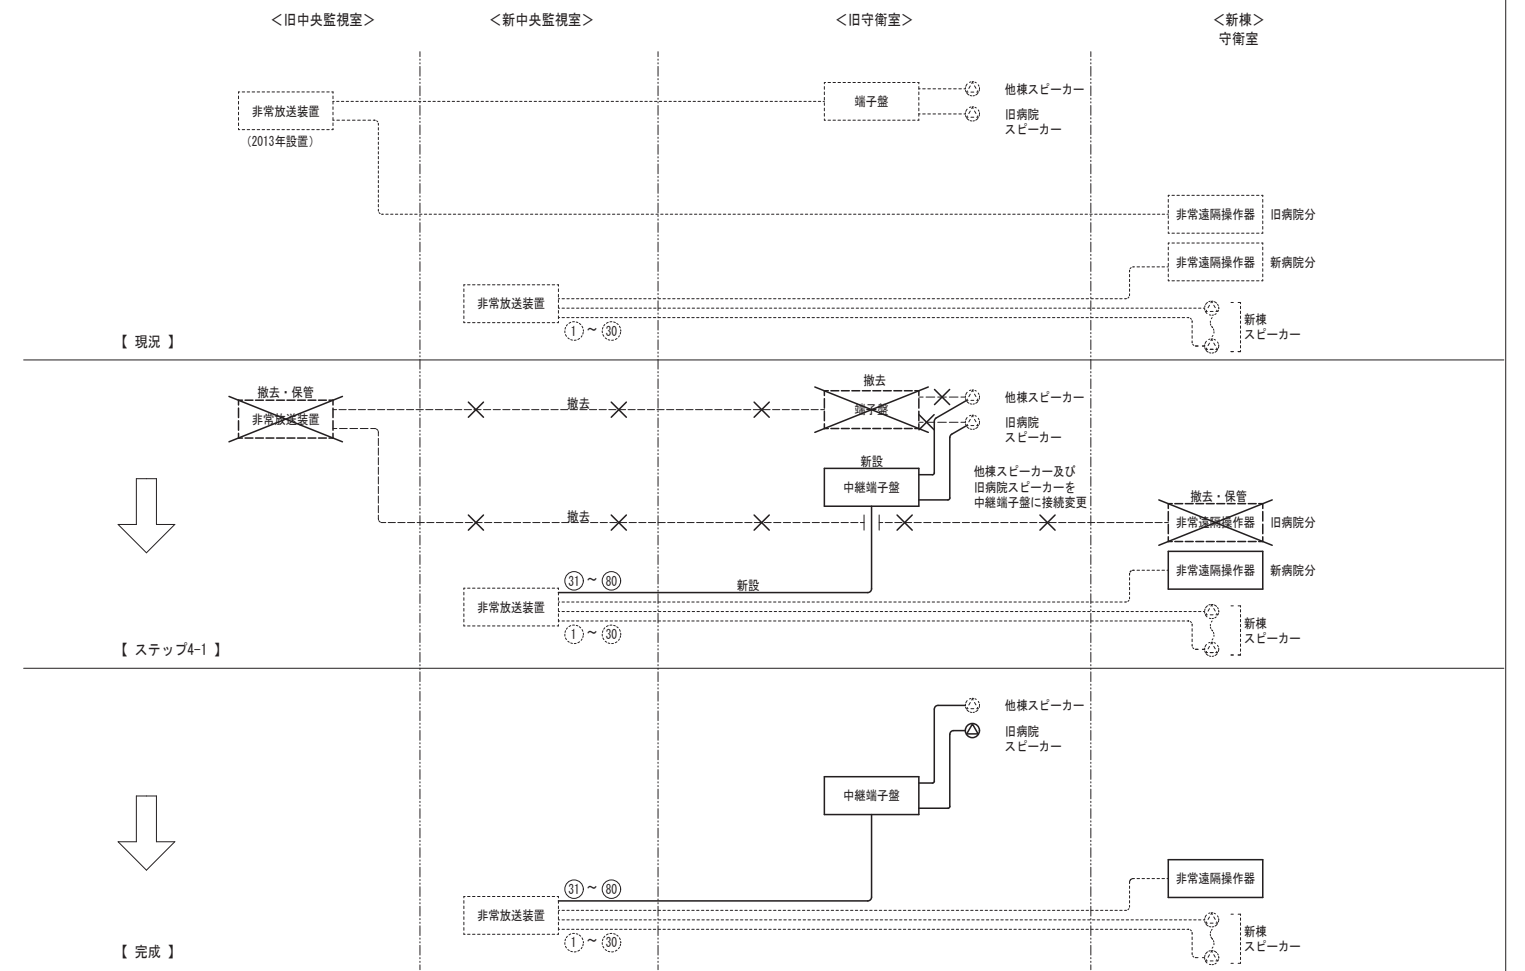 ＜旧中央監視室＞
＜新中央監視室＞
＜旧守衛室＞
＜新棟＞
守衛室
非常放送装置
(2013年設置)
端子盤
他棟スピーカー
旧病院
スピーカー
非常遠隔操作器
旧病院分
非常遠隔操作器
新病院分
非常放送装置
①～㉚
新棟
スピーカー
【 現況 】
撤去・保管
非常放送装置
撤去
撤去
端子盤
他棟スピーカー
旧病院
スピーカー
新設
中継端子盤
他棟スピーカー及び
旧病院スピーカーを
中継端子盤に接続変更
撤去
撤去・保管
非常遠隔操作器
旧病院分
非常遠隔操作器
新病院分
㉛～80
新設
非常放送装置
①～㉚
新棟
スピーカー
【 ステップ4-1 】
他棟スピーカー
旧病院
スピーカー
中継端子盤
非常遠隔操作器
㉛～80
非常放送装置
①～㉚
新棟
スピーカー
【 完成 】